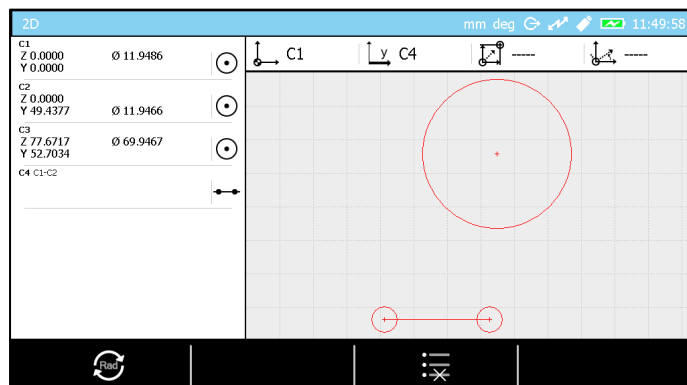 2D
mm deg 11:49:58
C1
Z 0.0000 Ø 11.9486
Y 0.0000
C2
Z 0.0000
Y 49.4377 Ø 11.9466
C3
Z 77.6717 Ø 69.9467
Y 52.7034
C4 C1-C2
C1
y C4
-----
-----
Rad